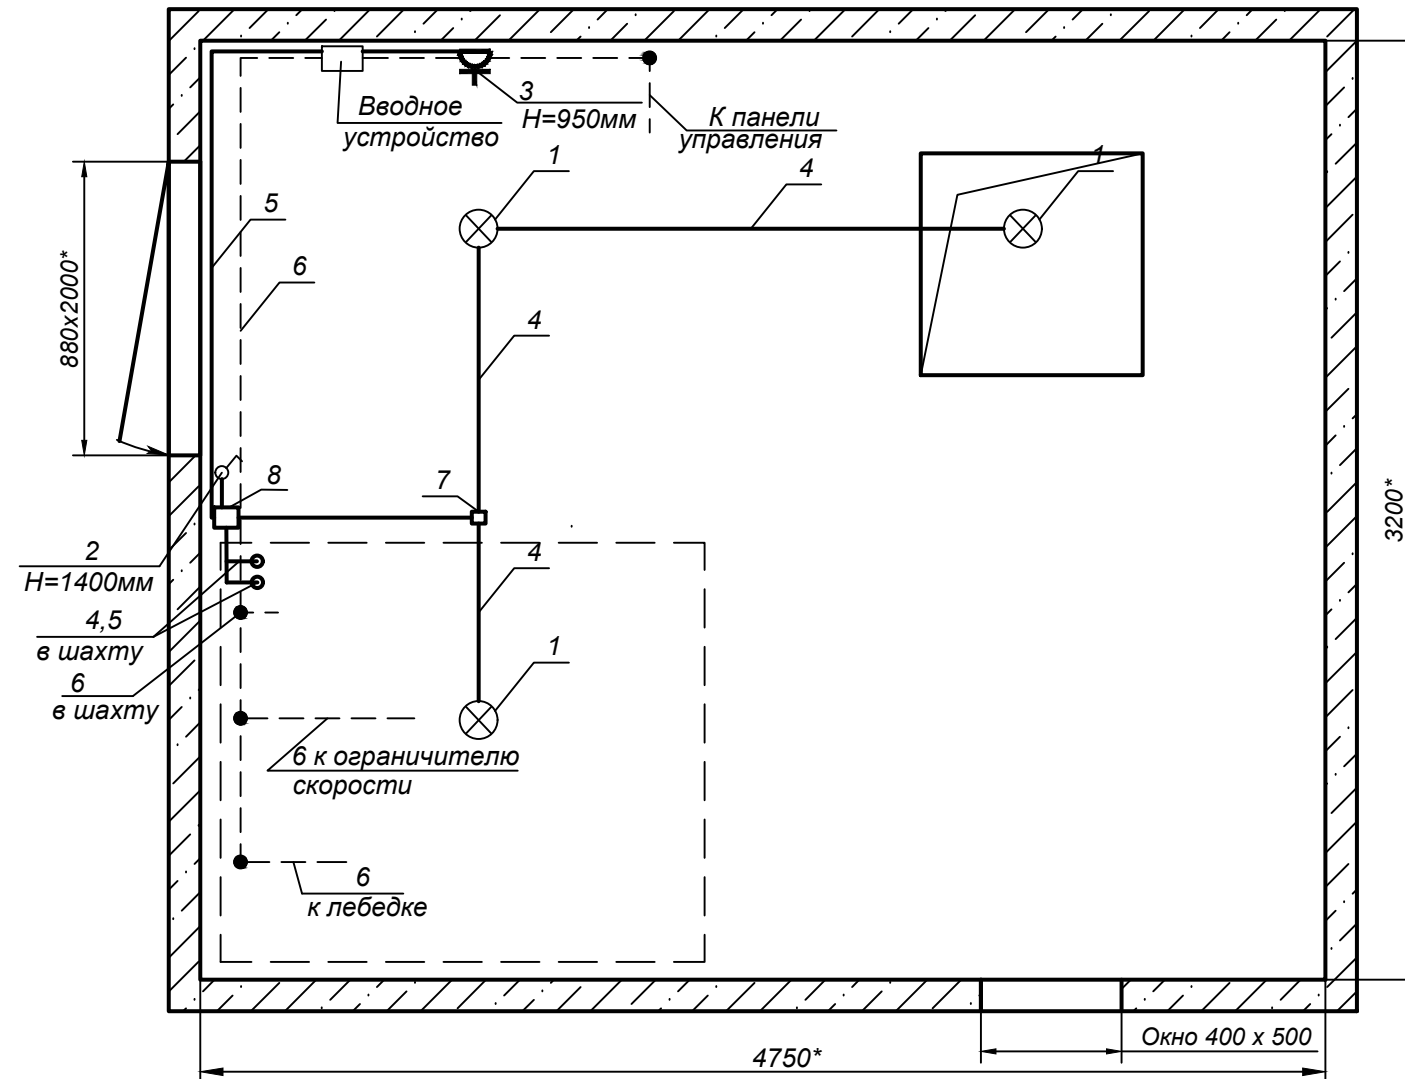 Вводное
устройство
3
Н=950мм
К панели
управления
1
4
1
5
6
880х2000*
4
8
7
2
Н=1400мм
4,5
в шахту
6
в шахту
4
1
6 к ограничителю
скорости
6
к лебедке
3200*
Окно 400 х 500
4750*